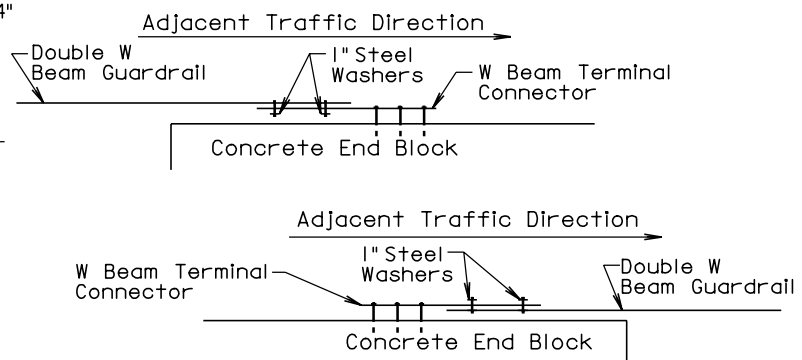 4"
Adjacent Traffic Direction
Double W
Beam Guardrail
1" Steel
Washers
W Beam Terminal
Connector
Concrete End Block
Adjacent Traffic Direction
W Beam Terminal
Connector
1" Steel
Washers
Double W
Beam Guardrail
Concrete End Block